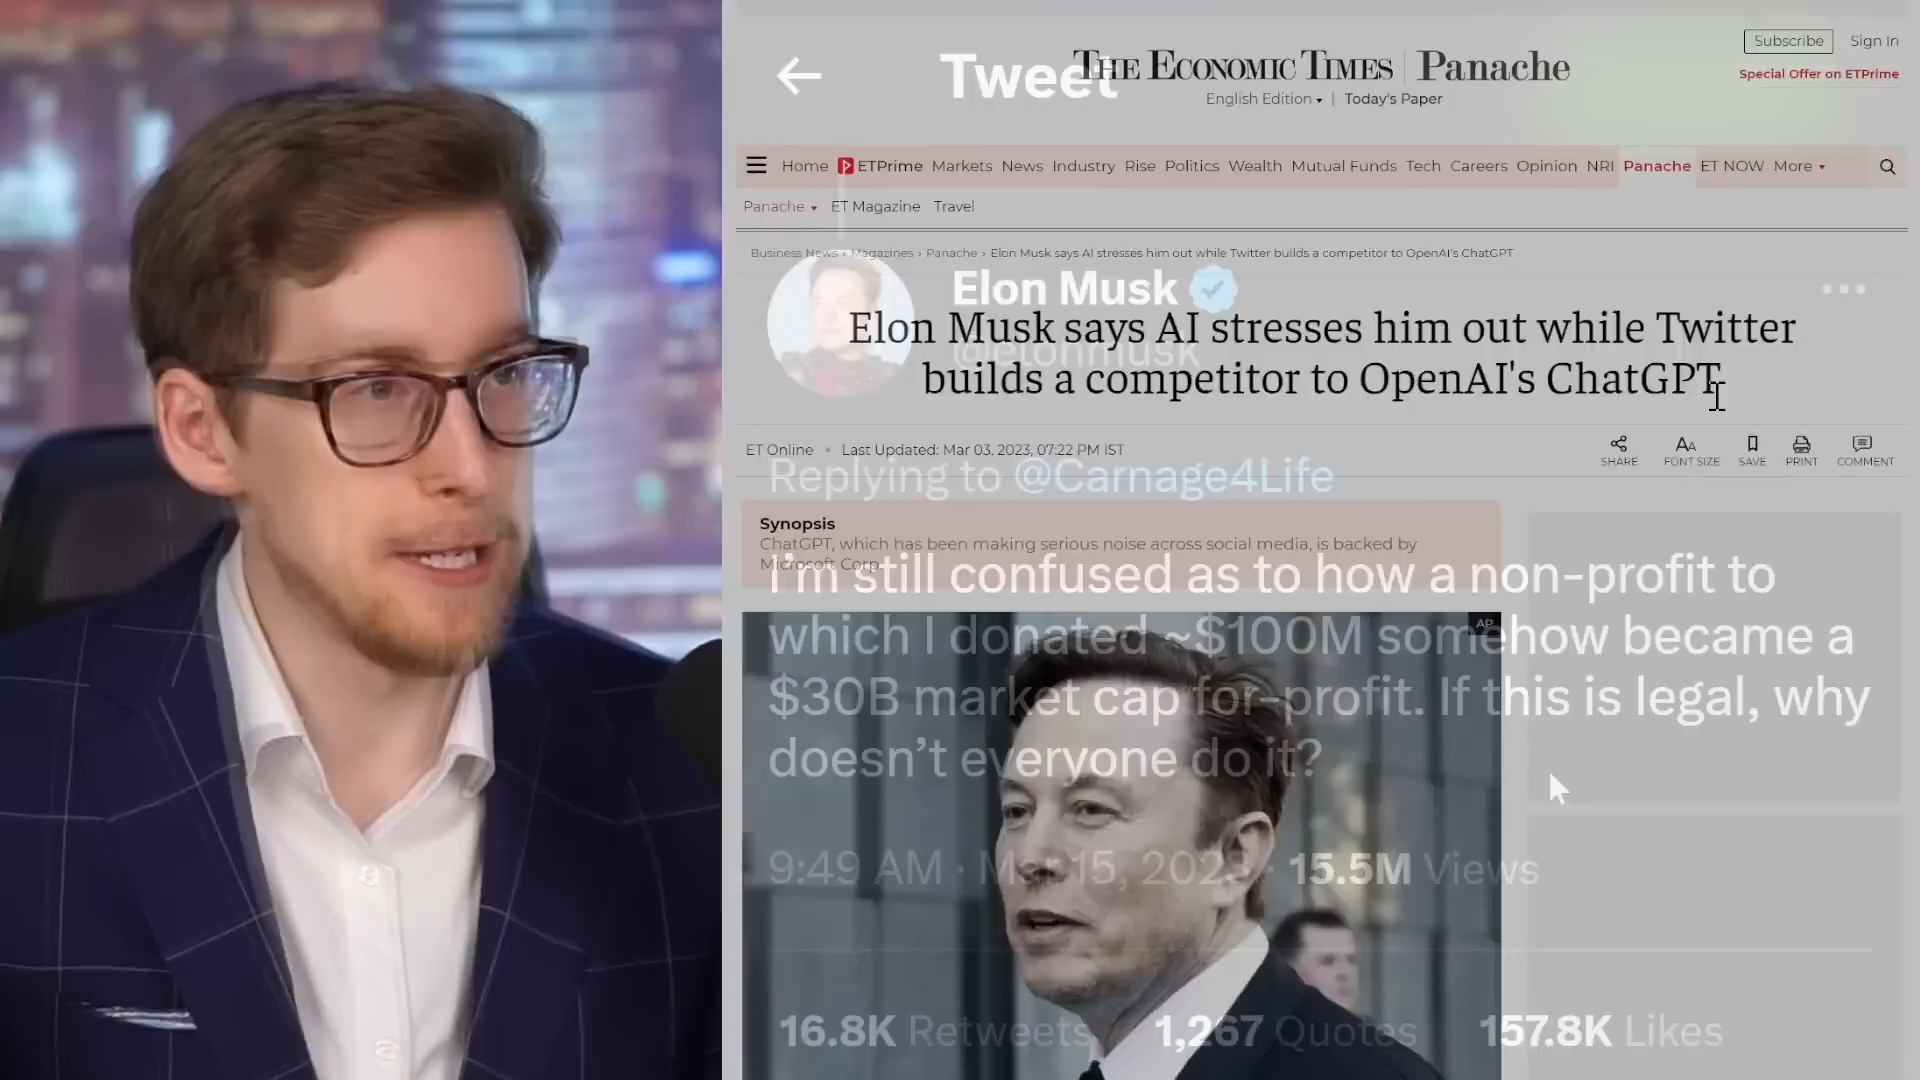 Tweet
THE ECONOMIC TIMES | Panache
Subscribe Sign In
Special Offer on ETPrime
English Edition | Today's Paper
Home ETPrime Markets News Industry Rise Politics Wealth Mutual Funds Tech Careers Opinion NRI Panache ET NOW More
Panache ET Magazine Travel
Business News › Magazines › Panache › Elon Musk says AI stresses him out while Twitter builds a competitor to OpenAI's ChatGPT
Elon Musk
@elonmusk
Elon Musk says AI stresses him out while Twitter
builds a competitor to OpenAI's ChatGPT
ET Online • Last Updated: Mar 03, 2023, 07:22 PM IST
SHARE FONT SIZE SAVE PRINT COMMENT
Replying to @Carnage4Life
Synopsis
ChatGPT, which has been making serious noise across social media, is backed by
Microsoft Corp
I'm still confused as to how a non-profit to
which I donated ~$100M somehow became a
$30B market cap for-profit. If this is legal, why
doesn't everyone do it?
AP
9:49 AM · Mar 15, 2023 · 15.5M Views
16.8K Retweets 1,267 Quotes 157.8K Likes